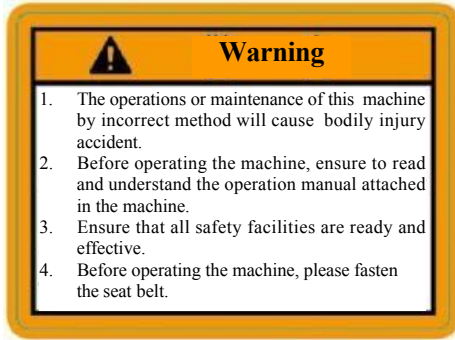 Warning
1. The operations or maintenance of this machine
by incorrect method will cause bodily injury
accident.
2. Before operating the machine, ensure to read
and understand the operation manual attached
in the machine.
3. Ensure that all safety facilities are ready and
effective.
4. Before operating the machine, please fasten
the seat belt.